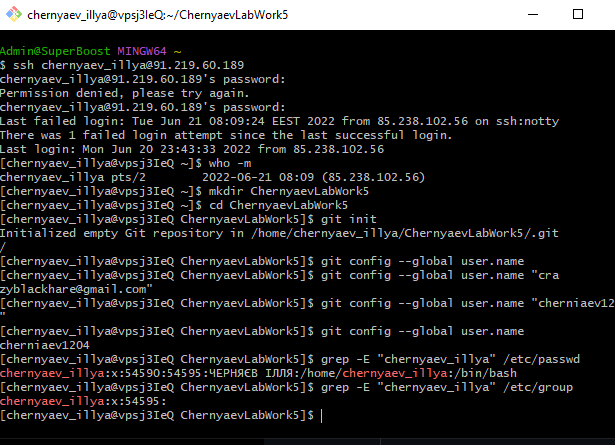 chernyaev_illya@vpsj3IeQ:~/ChernyaevLabWork5
Admin@SuperBoost MINGW64 ~
$ ssh chernyaev_illya@91.219.60.189
chernyaev_illya@91.219.60.189's password:
Permission denied, please try again.
chernyaev_illya@91.219.60.189's password:
Last failed login: Tue Jun 21 08:09:24 EEST 2022 from 85.238.102.56 on ssh:notty
There was 1 failed login attempt since the last successful login.
Last login: Mon Jun 20 23:43:33 2022 from 85.238.102.56
[chernyaev_illya@vpsj3IeQ ~]$ who -m
chernyaev_illya pts/2        2022-06-21 08:09 (85.238.102.56)
[chernyaev_illya@vpsj3IeQ ~]$ mkdir ChernyaevLabWork5
[chernyaev_illya@vpsj3IeQ ~]$ cd ChernyaevLabWork5
[chernyaev_illya@vpsj3IeQ ChernyaevLabWork5]$ git init
Initialized empty Git repository in /home/chernyaev_illya/ChernyaevLabWork5/.git
/
[chernyaev_illya@vpsj3IeQ ChernyaevLabWork5]$ git config --global user.name
[chernyaev_illya@vpsj3IeQ ChernyaevLabWork5]$ git config --global user.name "cra
zyblackhare@gmail.com"
[chernyaev_illya@vpsj3IeQ ChernyaevLabWork5]$ git config --global user.name "cherniaev12
"
[chernyaev_illya@vpsj3IeQ ChernyaevLabWork5]$ git config --global user.name
cherniaev1204
[chernyaev_illya@vpsj3IeQ ChernyaevLabWork5]$ grep -E "chernyaev_illya" /etc/passwd
chernyaev_illya:x:54590:54595:ЧЕРНЯЄВ ІЛЛЯ:/home/chernyaev_illya:/bin/bash
[chernyaev_illya@vpsj3IeQ ChernyaevLabWork5]$ grep -E "chernyaev_illya" /etc/group
chernyaev_illya:x:54595:
[chernyaev_illya@vpsj3IeQ ChernyaevLabWork5]$